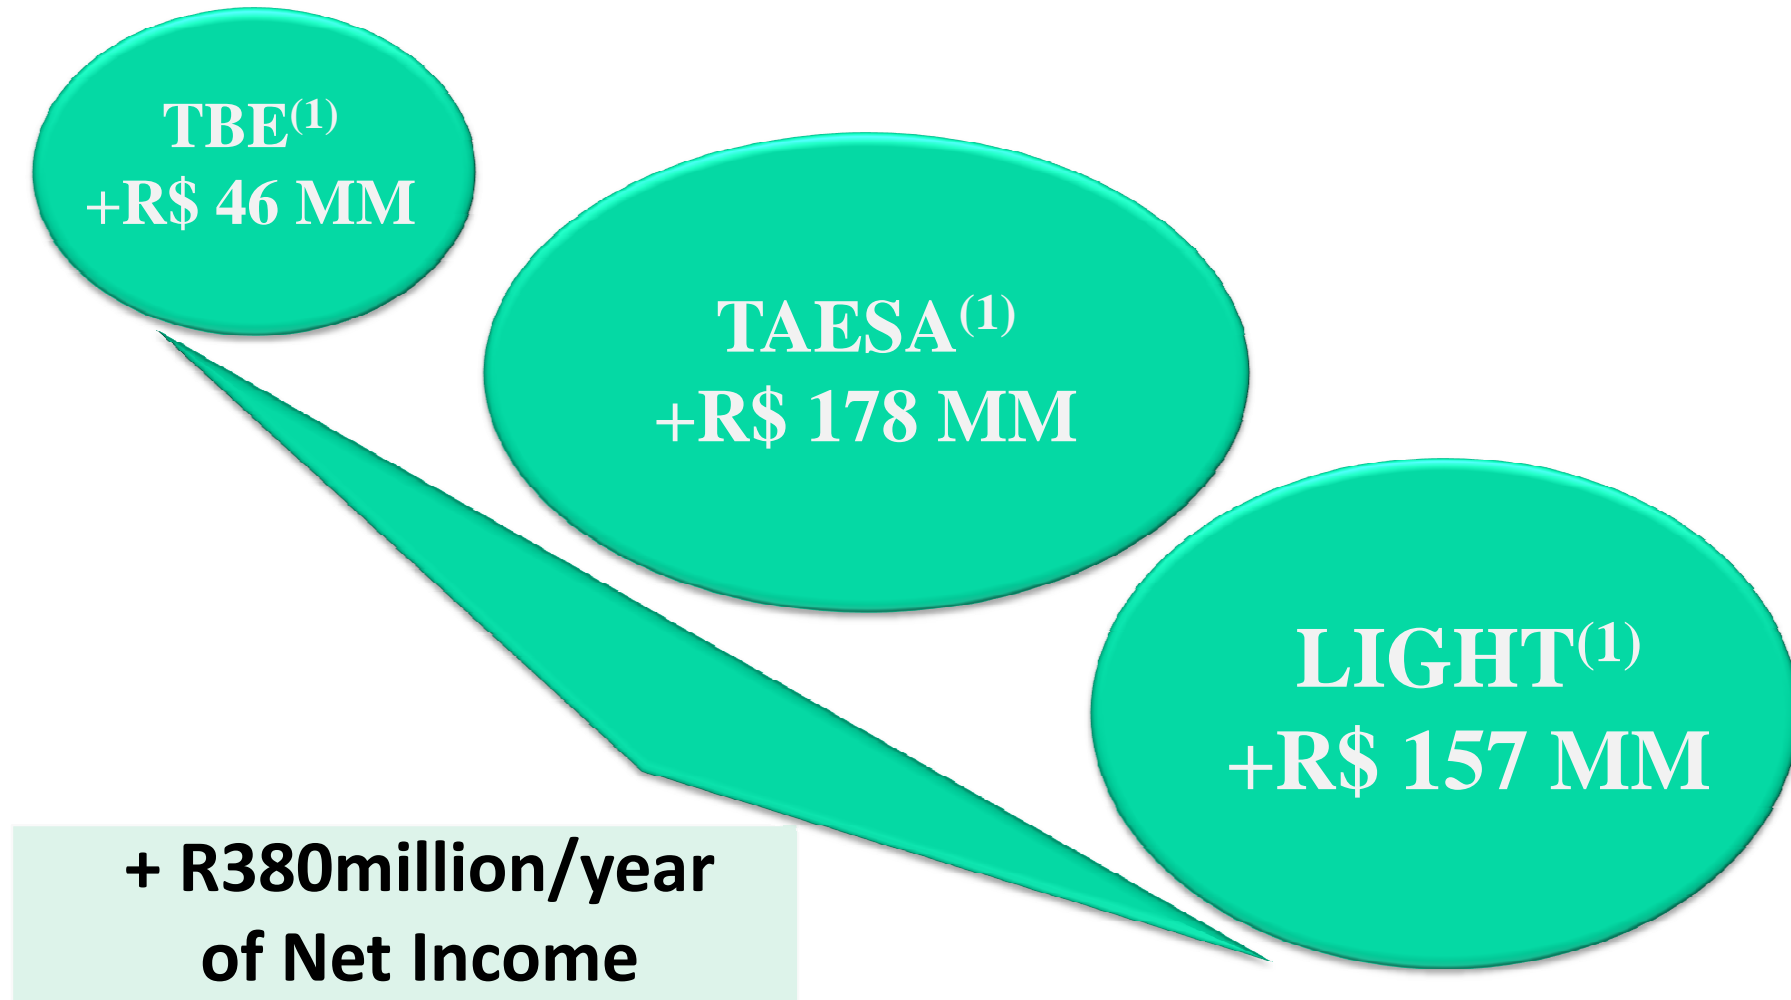 TBE(1)
+R$ 46 MM
TAESA(1)
+R$ 178 MM
LIGHT(1)
+R$ 157 MM
+ R380million/year
of Net Income